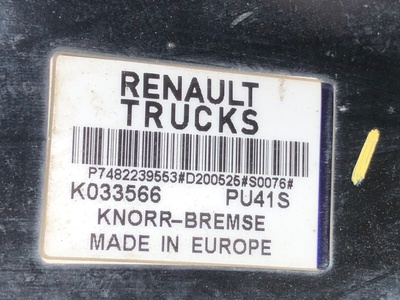 RENAULT
TRUCKS
P7482239553#D200525#S0076#
K033566 PU41S
KNORR-BREMSE
MADE IN EUROPE